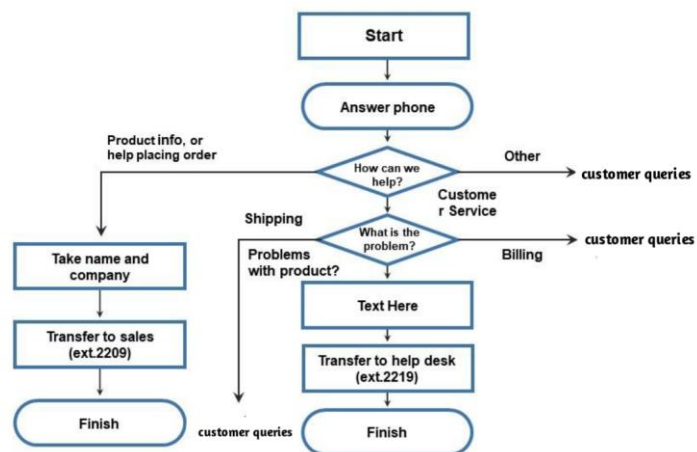 Start
Answer phone
Product info, or
help placing order
How can we
help?
Other
customer queries
Custome
r Service
Shipping
What is the
problem?
customer queries
Billing
Problems
with product?
Take name and
company
Text Here
Transfer to sales
(ext.2209)
Transfer to help desk
(ext.2219)
Finish
customer queries
Finish